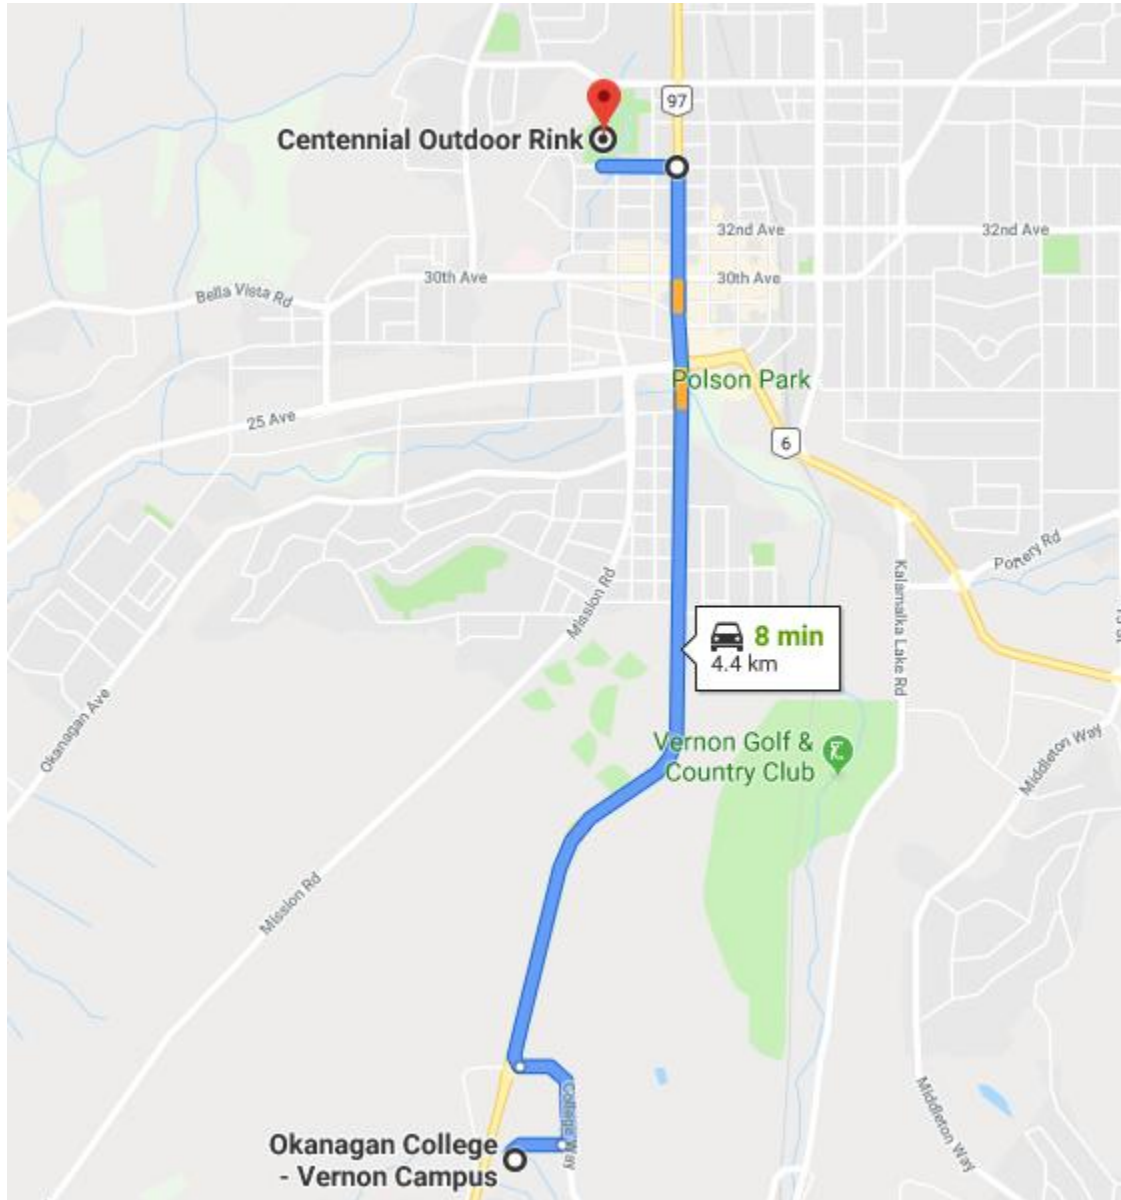 97
Centennial Outdoor Rink
32nd Ave
32nd Ave
30th Ave
30th Ave
Bella Vista Rd
Polson Park
25 Ave
6
Pottery Rd
Mission Rd
Kalamalka Lake Rd
8 min
4.4 km
Okanagan Ave
Vernon Golf &
Country Club
Middleton Way
Mission Rd
College Way
Middleton Way
Okanagan College
- Vernon Campus